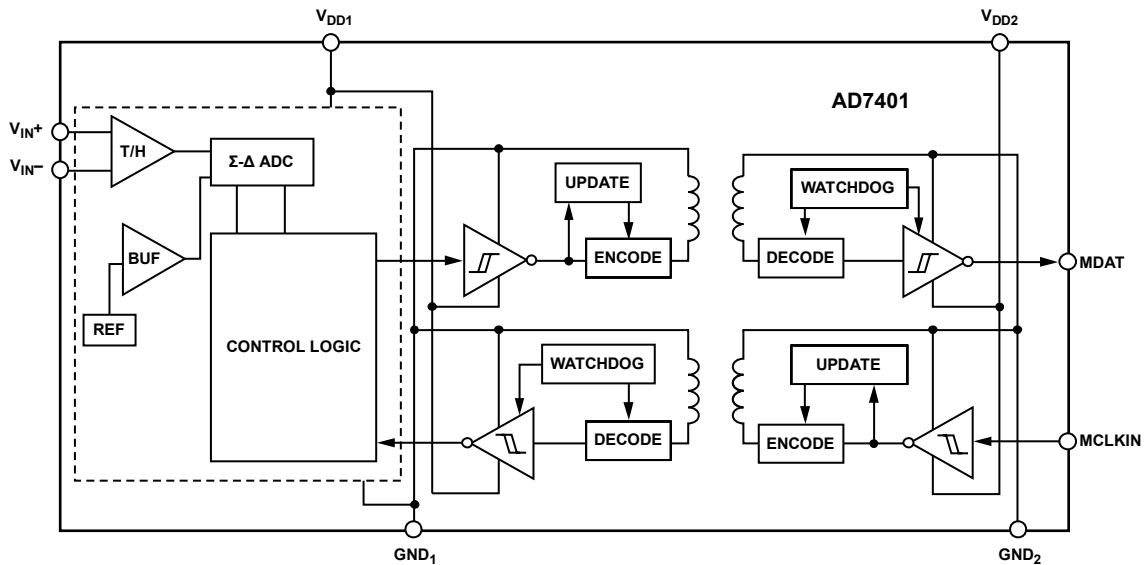 VDD1
VDD2
AD7401
VIN+
T/H
Σ-Δ ADC
VIN−
UPDATE
WATCHDOG
BUF
ENCODE
DECODE
MDAT
REF
CONTROL LOGIC
WATCHDOG
UPDATE
DECODE
ENCODE
MCLKIN
GND1
GND2